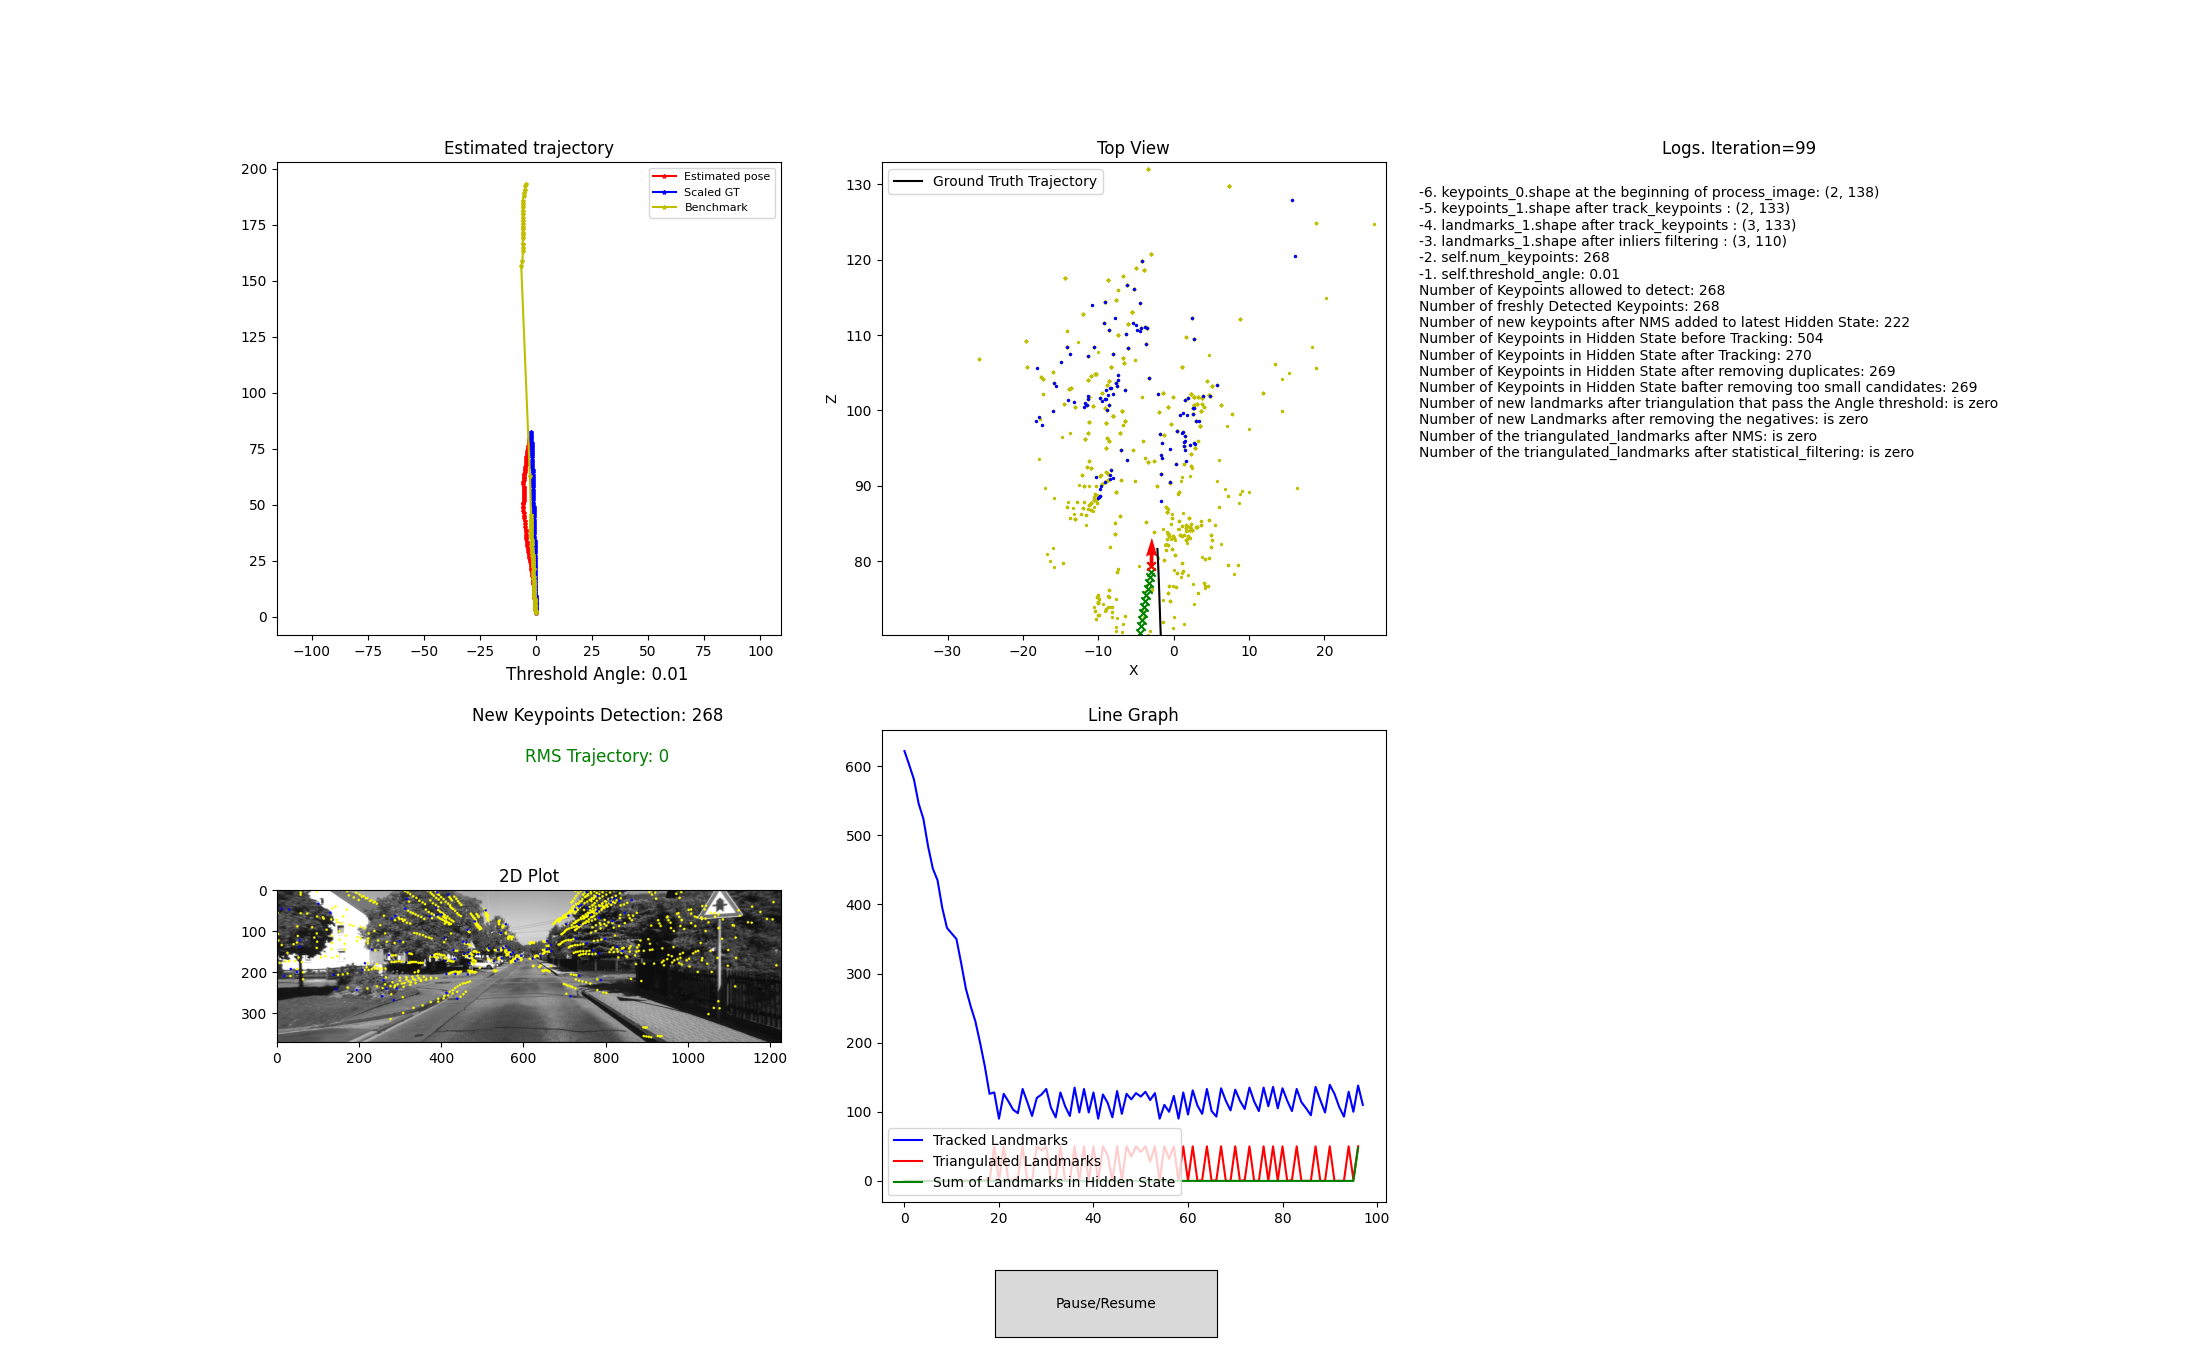 Estimated trajectory
200
175
150
125
100
75
50
25
0
−100
−75
−50
−25
0
25
50
75
100
Estimated pose
Scaled GT
Benchmark
Threshold Angle: 0.01
New Keypoints Detection: 268
RMS Trajectory: 0
Top View
Ground Truth Trajectory
Z
130
120
110
100
90
80
−30
−20
−10
0
10
20
X
Logs. Iteration=99
-6. keypoints_0.shape at the beginning of process_image: (2, 138)
-5. keypoints_1.shape after track_keypoints : (2, 133)
-4. landmarks_1.shape after track_keypoints : (3, 133)
-3. landmarks_1.shape after inliers filtering : (3, 110)
-2. self.num_keypoints: 268
-1. self.threshold_angle: 0.01
Number of Keypoints allowed to detect: 268
Number of freshly Detected Keypoints: 268
Number of new keypoints after NMS added to latest Hidden State: 222
Number of Keypoints in Hidden State before Tracking: 504
Number of Keypoints in Hidden State after Tracking: 270
Number of Keypoints in Hidden State after removing duplicates: 269
Number of Keypoints in Hidden State bafter removing too small candidates: 269
Number of new landmarks after triangulation that pass the Angle threshold: is zero
Number of new Landmarks after removing the negatives: is zero
Number of the triangulated_landmarks after NMS: is zero
Number of the triangulated_landmarks after statistical_filtering: is zero
2D Plot
0
100
200
300
0
200
400
600
800
1000
1200
Line Graph
600
500
400
300
200
100
0
0
20
40
60
80
100
Tracked Landmarks
Triangulated Landmarks
Sum of Landmarks in Hidden State
Pause/Resume